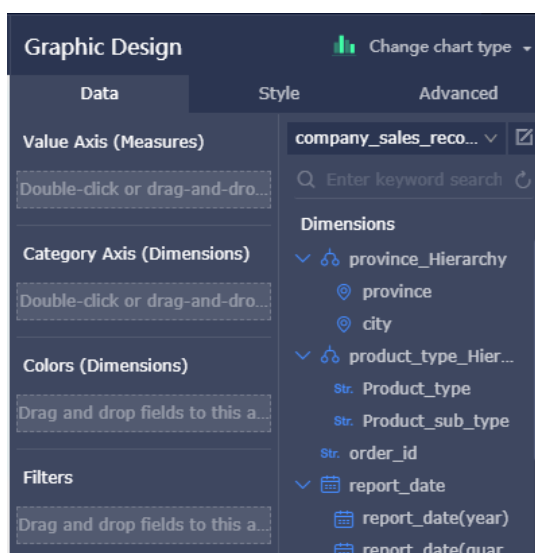 Graphic Design
Change chart type
Data
Style
Advanced
Value Axis (Measures)
Double-click or drag-and-dro...
Category Axis (Dimensions)
Double-click or drag-and-dro...
Colors (Dimensions)
Drag and drop fields to this a...
Filters
Drag and drop fields to this a...
company_sales_reco...
Enter keyword search
Dimensions
province_Hierarchy
province
city
product_type_Hier...
Str. Product_type
Str. Product_sub_type
Str. order_id
report_date
report_date(year)
report_date(quar